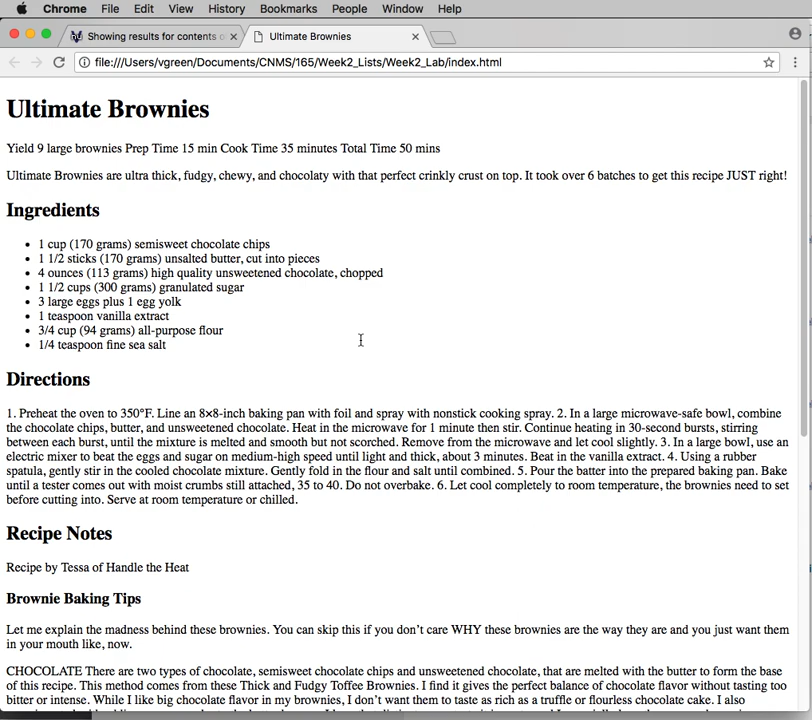 Chrome File Edit View History Bookmarks People Window Help
Showing results for contents o
Ultimate Brownies
file:///Users/vgreen/Documents/CNMS/165/Week2_Lists/Week2_Lab/index.html
Ultimate Brownies
Yield 9 large brownies Prep Time 15 min Cook Time 35 minutes Total Time 50 mins
Ultimate Brownies are ultra thick, fudgy, chewy, and chocolaty with that perfect crinkly crust on top. It took over 6 batches to get this recipe JUST right!
Ingredients
• 1 cup (170 grams) semisweet chocolate chips
• 1 1/2 sticks (170 grams) unsalted butter, cut into pieces
• 4 ounces (113 grams) high quality unsweetened chocolate, chopped
• 1 1/2 cups (300 grams) granulated sugar
• 3 large eggs plus 1 egg yolk
• 1 teaspoon vanilla extract
• 3/4 cup (94 grams) all-purpose flour
• 1/4 teaspoon fine sea salt
Directions
1. Preheat the oven to 350°F. Line an 8×8-inch baking pan with foil and spray with nonstick cooking spray. 2. In a large microwave-safe bowl, combine
the chocolate chips, butter, and unsweetened chocolate. Heat in the microwave for 1 minute then stir. Continue heating in 30-second bursts, stirring
between each burst, until the mixture is melted and smooth but not scorched. Remove from the microwave and let cool slightly. 3. In a large bowl, use an
electric mixer to beat the eggs and sugar on medium-high speed until light and thick, about 3 minutes. Beat in the vanilla extract. 4. Using a rubber
spatula, gently stir in the cooled chocolate mixture. Gently fold in the flour and salt until combined. 5. Pour the batter into the prepared baking pan. Bake
until a tester comes out with moist crumbs still attached, 35 to 40. Do not overbake. 6. Let cool completely to room temperature, the brownies need to set
before cutting into. Serve at room temperature or chilled.
Recipe Notes
Recipe by Tessa of Handle the Heat
Brownie Baking Tips
Let me explain the madness behind these brownies. You can skip this if you don't care WHY these brownies are the way they are and you just want them
in your mouth like, now.
CHOCOLATE There are two types of chocolate, semisweet chocolate chips and unsweetened chocolate, that are melted with the butter to form the base
of this recipe. This method comes from these Thick and Fudgy Toffee Brownies. I find it gives the perfect balance of chocolate flavor without tasting too
bitter or intense. While I like big chocolate flavor in my brownies, I don't want them to taste as rich as a truffle or flourless chocolate cake. I also